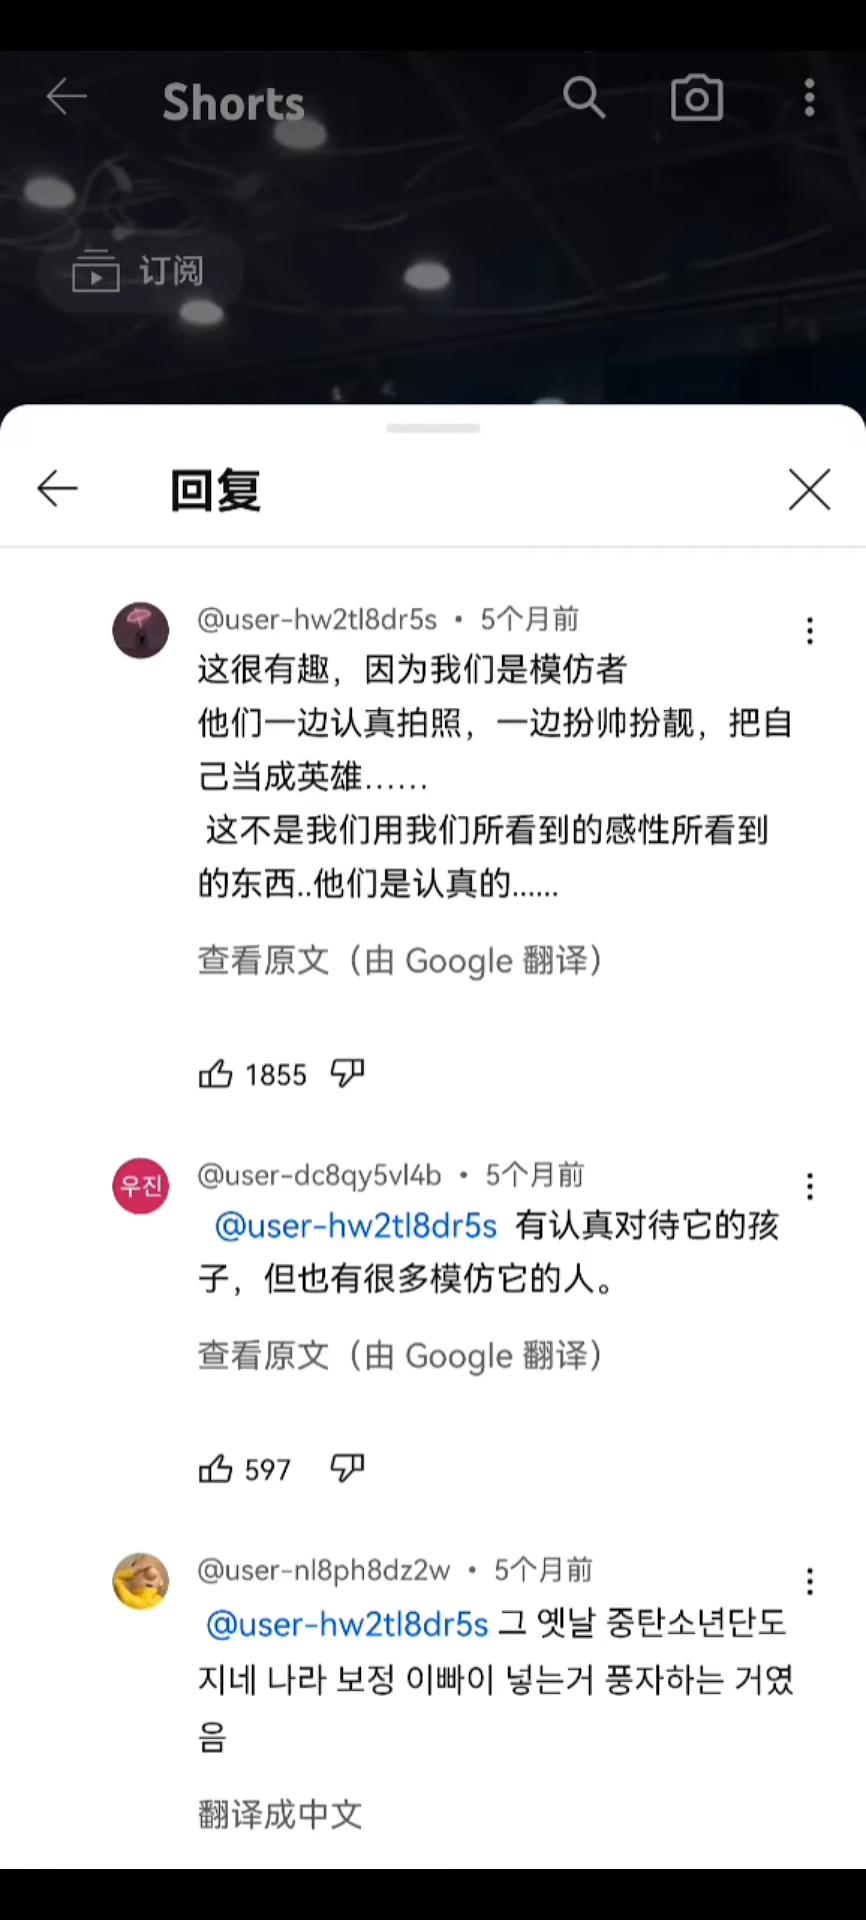 Shorts
订阅
回复
@user-hw2tl8dr5s • 5个月前
这很有趣，因为我们是模仿者
他们一边认真拍照，一边扮帅扮靓，把自
己当成英雄……
这不是我们用我们所看到的感性所看到
的东西..他们是认真的......
查看原文（由 Google 翻译）
1855
우진
@user-dc8qy5vl4b • 5个月前
@user-hw2tl8dr5s 有认真对待它的孩
子，但也有很多模仿它的人。
查看原文（由 Google 翻译）
597
@user-nl8ph8dz2w • 5个月前
@user-hw2tl8dr5s 그 옛날 중탄소년단도
지네 나라 보정 이빠이 넣는거 풍자하는 거였
음
翻译成中文